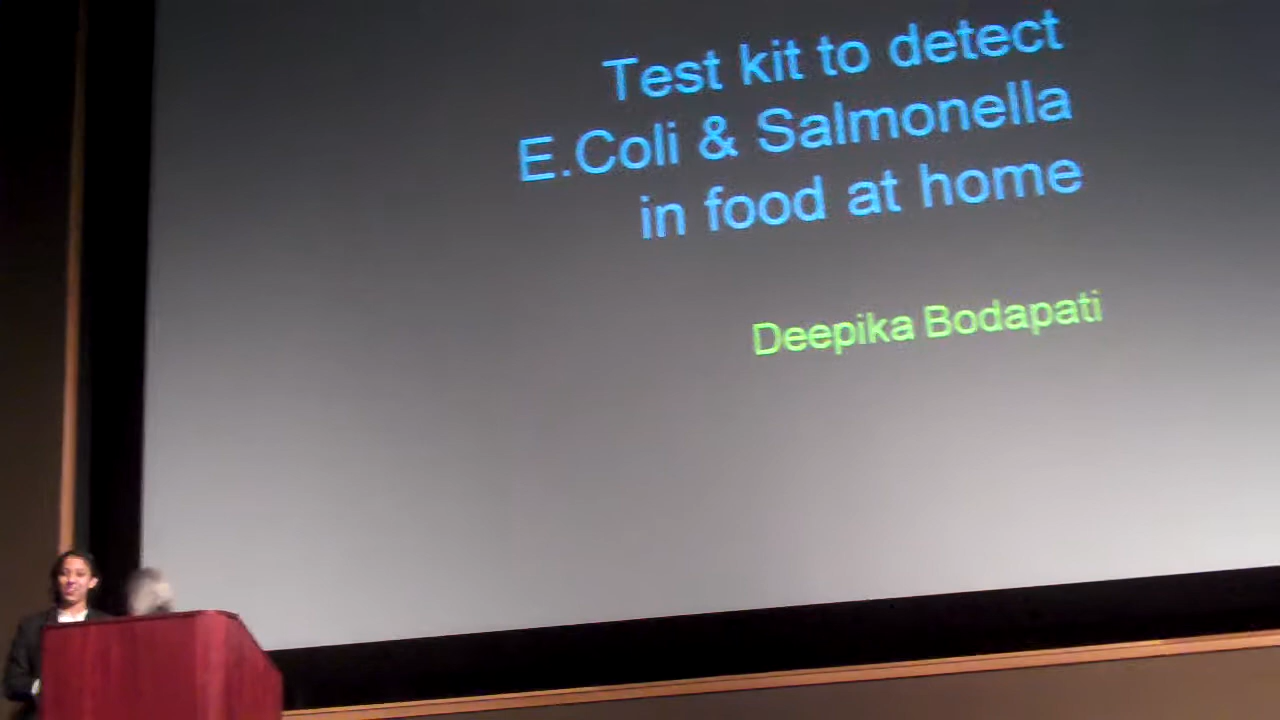 Test kit to detect
E.Coli & Salmonella
in food at home
Deepika Bodapati